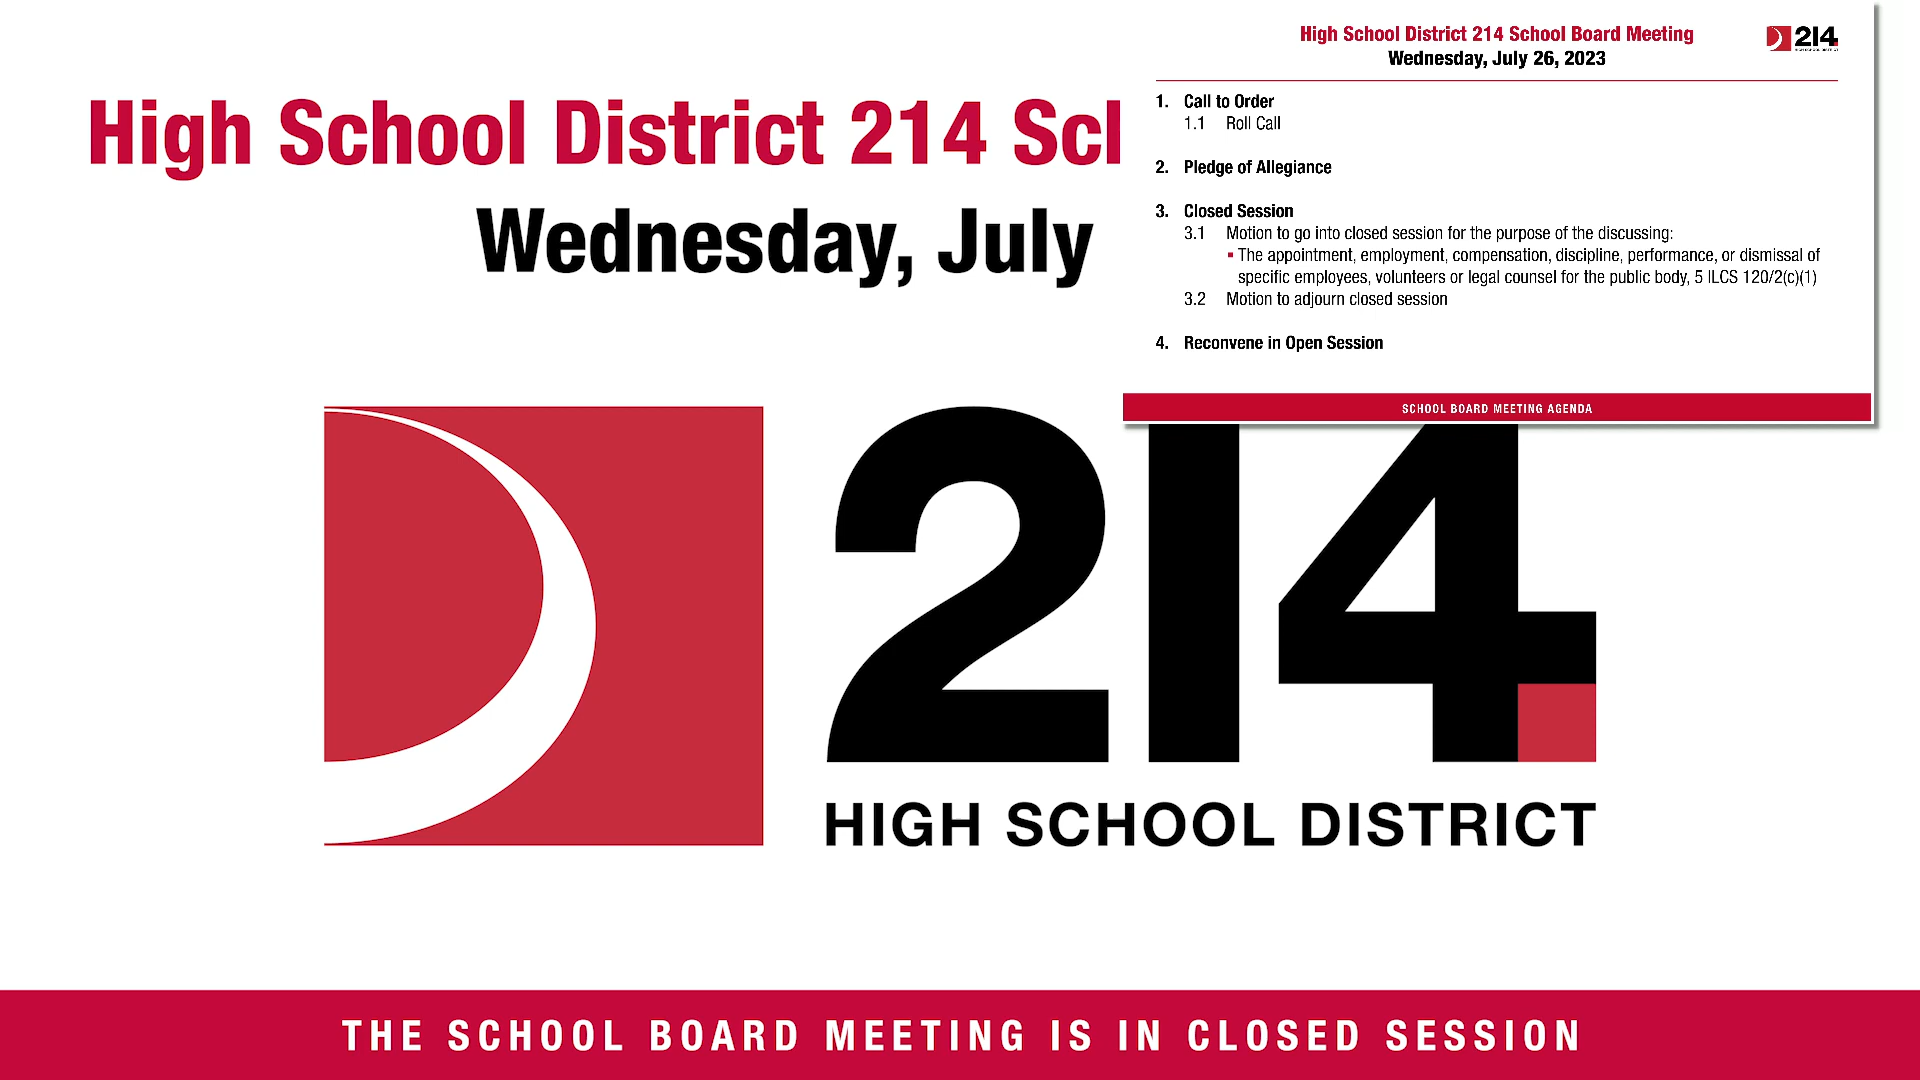 High School District 214 Scl
Wednesday, July
High School District 214 School Board Meeting
Wednesday, July 26, 2023
214
1. Call to Order
1.1 Roll Call
2. Pledge of Allegiance
3. Closed Session
3.1 Motion to go into closed session for the purpose of the discussing:
▪ The appointment, employment, compensation, discipline, performance, or dismissal of
specific employees, volunteers or legal counsel for the public body, 5 ILCS 120/2(c)(1)
3.2 Motion to adjourn closed session
4. Reconvene in Open Session
SCHOOL BOARD MEETING AGENDA
214
HIGH SCHOOL DISTRICT
THE SCHOOL BOARD MEETING IS IN CLOSED SESSION